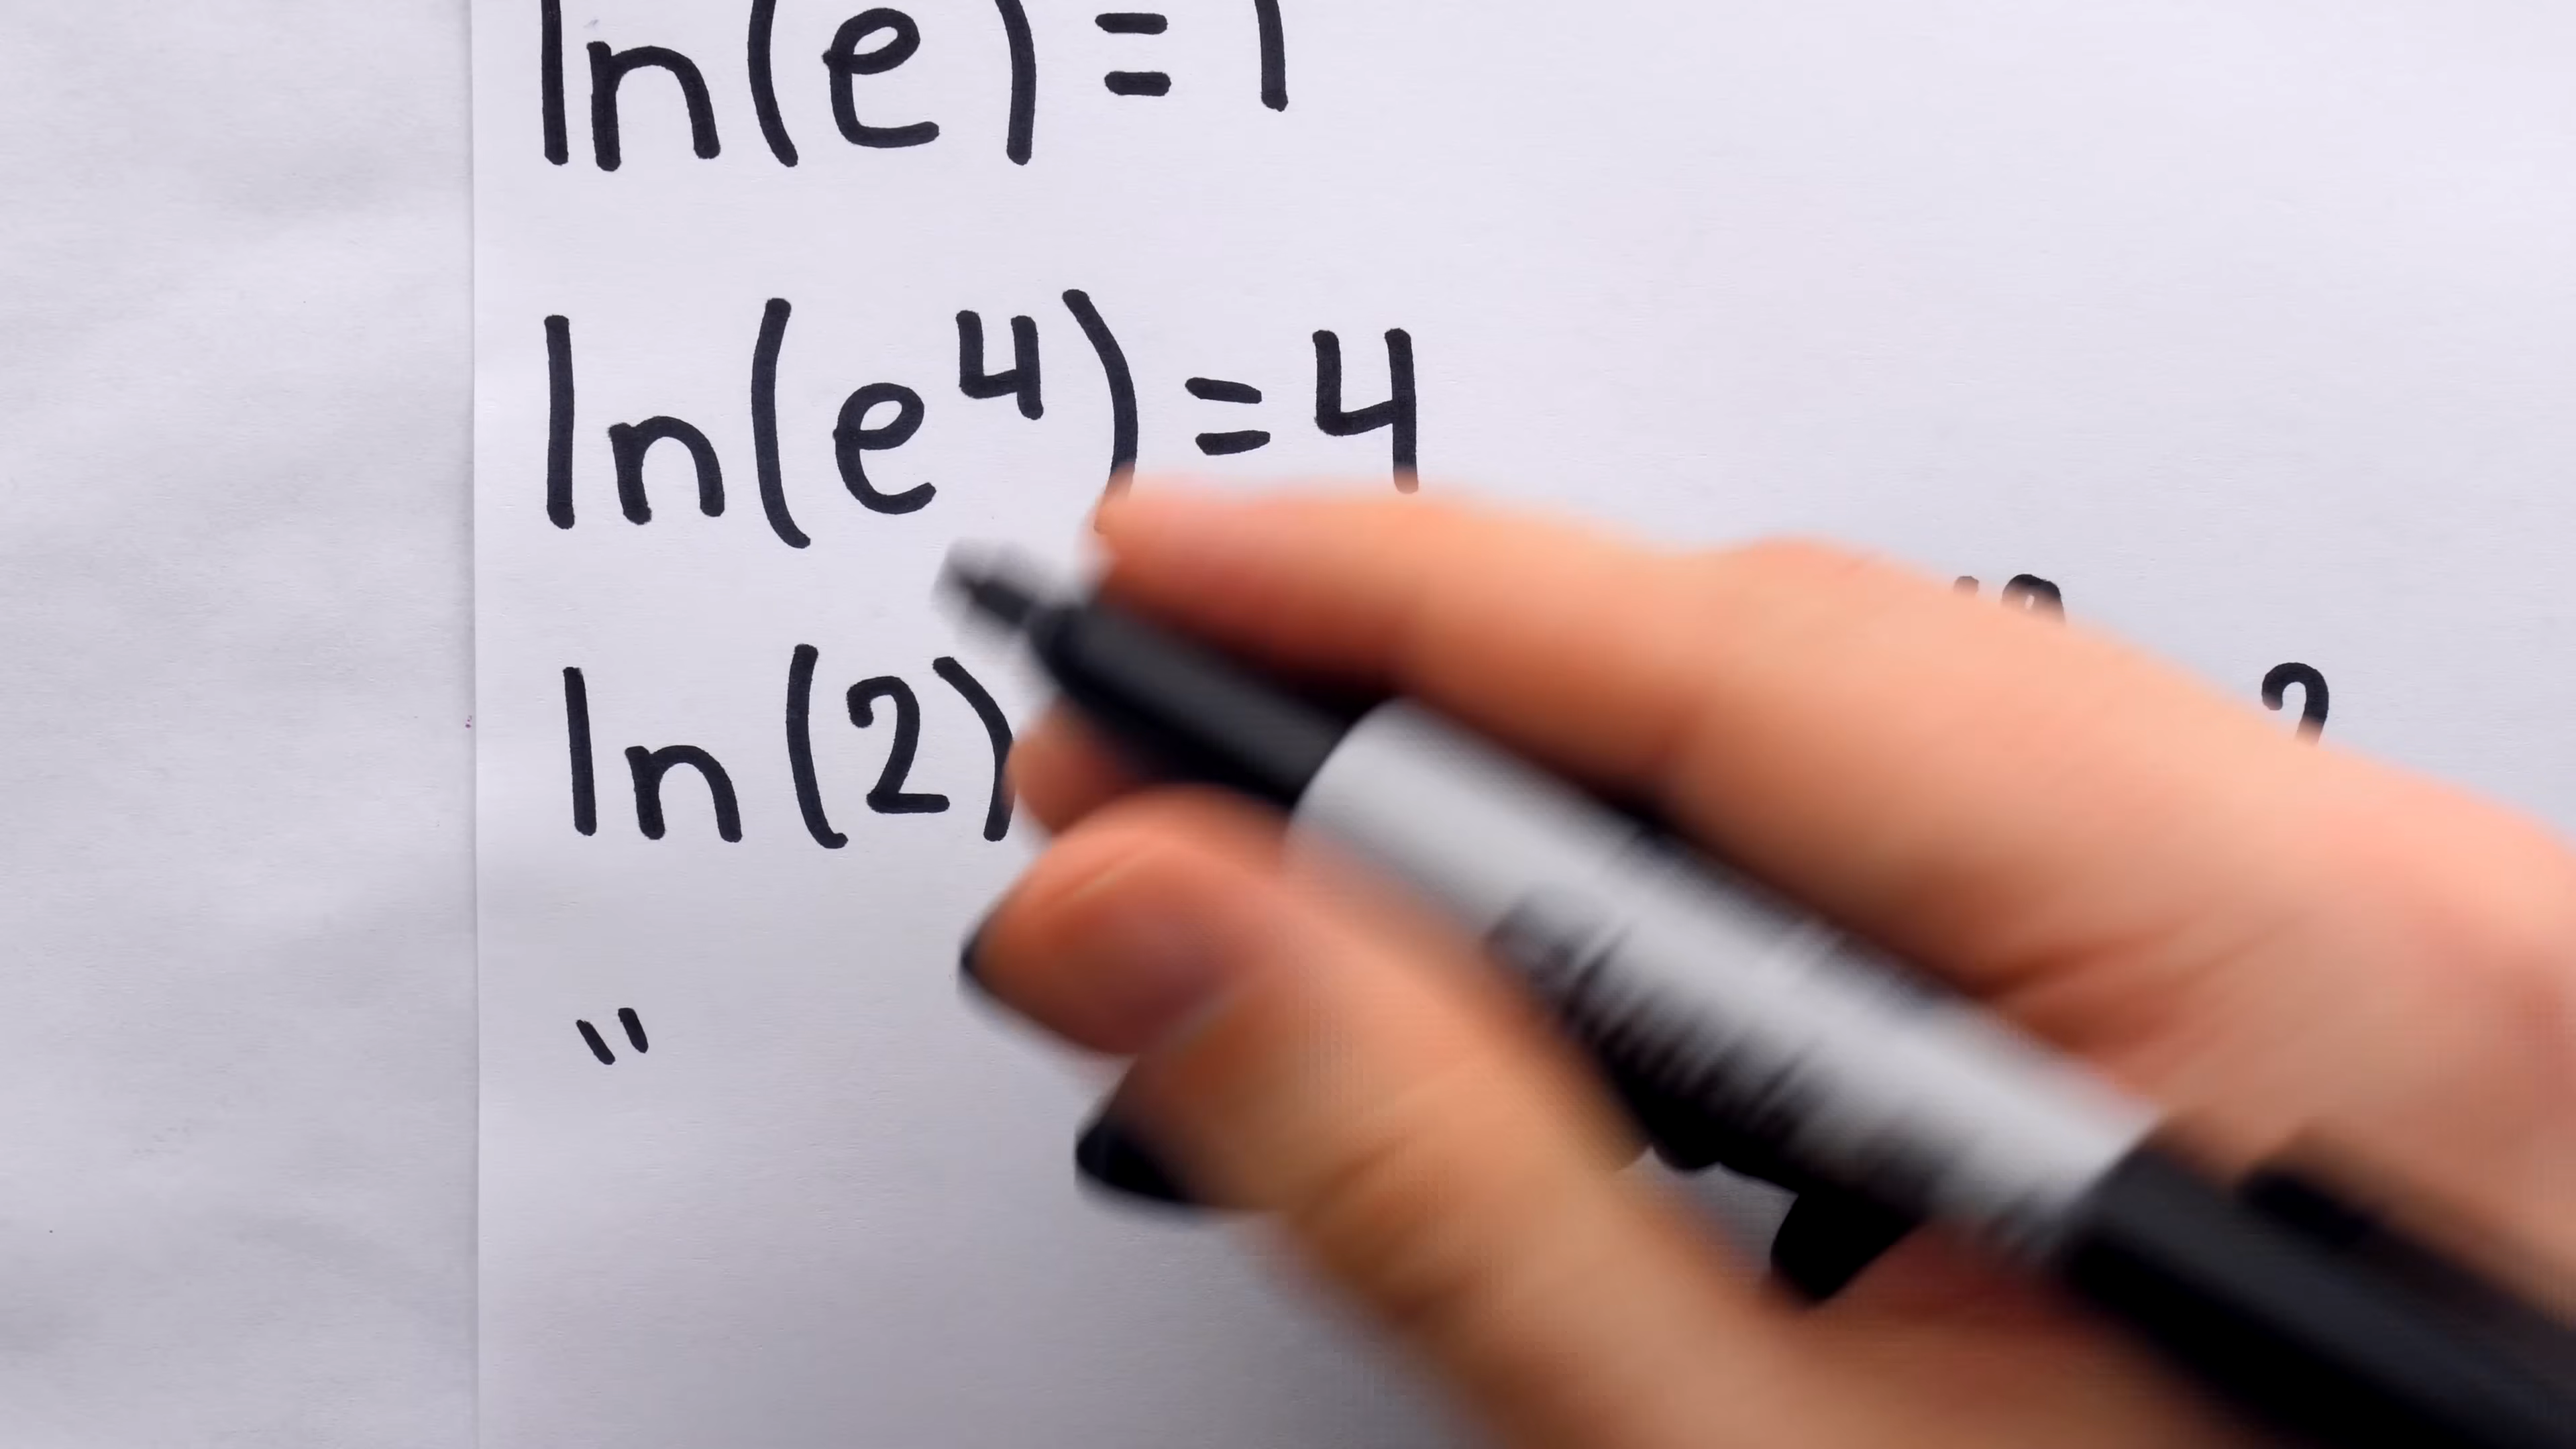 ln(e) = 1
ln(e⁴) = 4
ln(2)
"